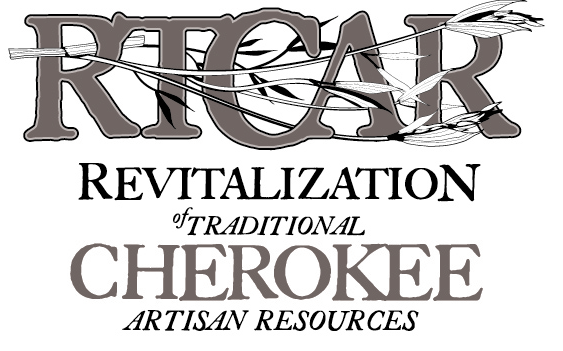 RTCAR
REVITALIZATION
of TRADITIONAL
CHEROKEE
ARTISAN RESOURCES